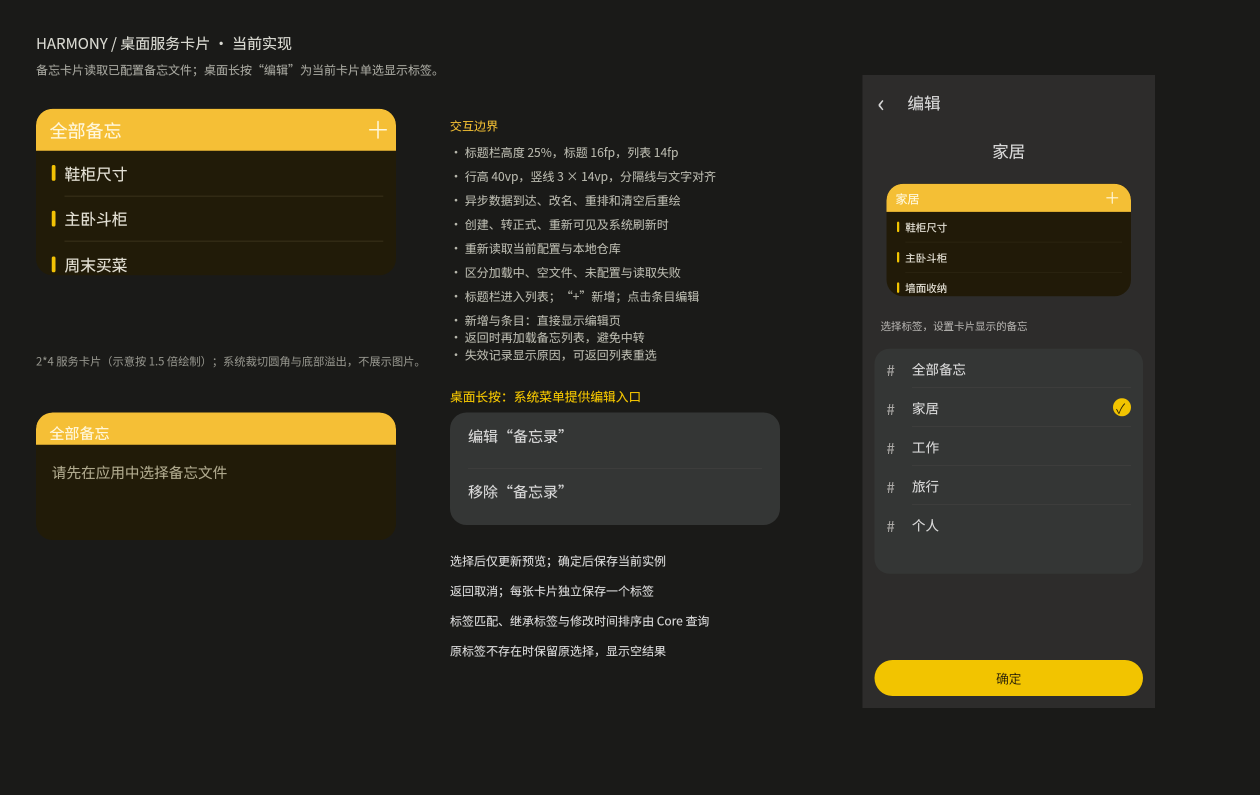 HARMONY / 桌面服务卡片 · 当前实现
备忘卡片读取已配置备忘文件；桌面长按“编辑”为当前卡片单选显示标签。
全部备忘
鞋柜尺寸
主卧斗柜
周末买菜
2*4 服务卡片（示意按 1.5 倍绘制）；系统裁切圆角与底部溢出，不展示图片。
全部备忘
请先在应用中选择备忘文件
交互边界
· 标题栏高度 25%，标题 16fp，列表 14fp
· 行高 40vp，竖线 3 × 14vp，分隔线与文字对齐
· 异步数据到达、改名、重排和清空后重绘
· 创建、转正式、重新可见及系统刷新时
· 重新读取当前配置与本地仓库
· 区分加载中、空文件、未配置与读取失败
· 标题栏进入列表；“+”新增；点击条目编辑
· 新增与条目：直接显示编辑页
· 返回时再加载备忘列表，避免中转
· 失效记录显示原因，可返回列表重选
桌面长按：系统菜单提供编辑入口
编辑“备忘录”
移除“备忘录”
选择后仅更新预览；确定后保存当前实例
返回取消；每张卡片独立保存一个标签
标签匹配、继承标签与修改时间排序由 Core 查询
原标签不存在时保留原选择，显示空结果
‹ 编辑
家居
家居
鞋柜尺寸
主卧斗柜
墙面收纳
选择标签，设置卡片显示的备忘
# 全部备忘
# 家居 ✓
# 工作
# 旅行
# 个人
确定